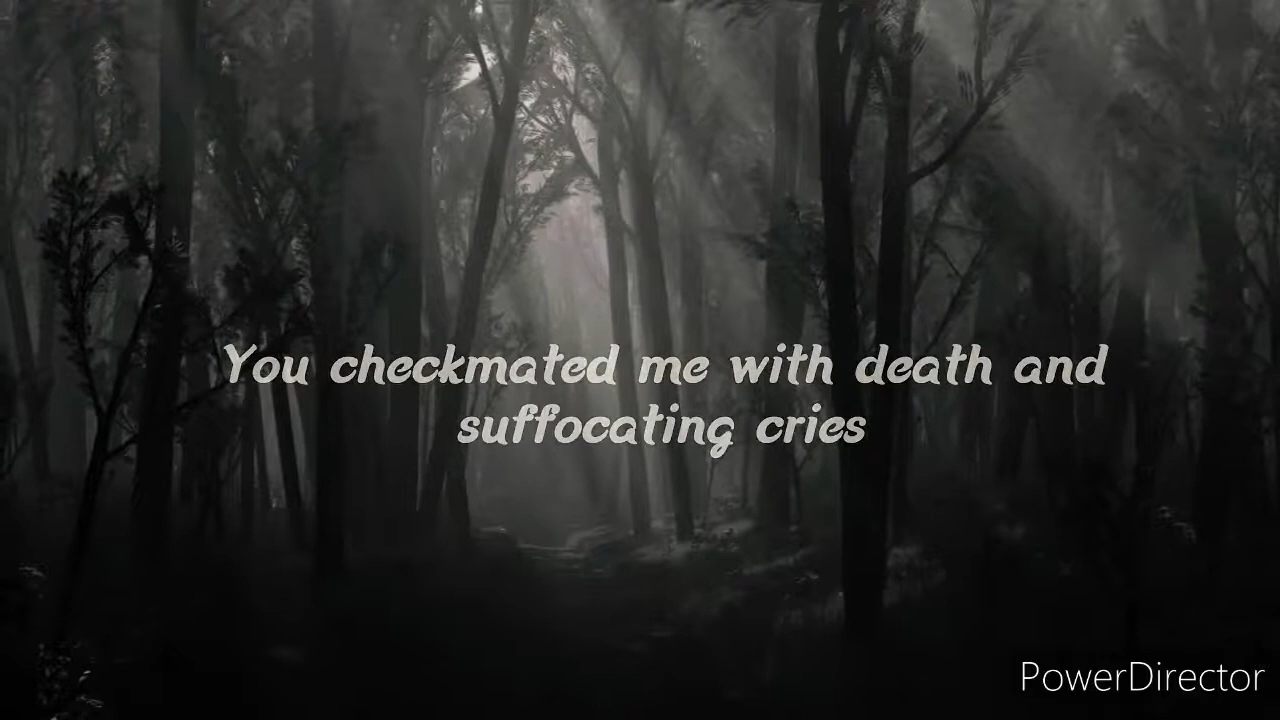 You checkmated me with death and
suffocating cries
PowerDirector